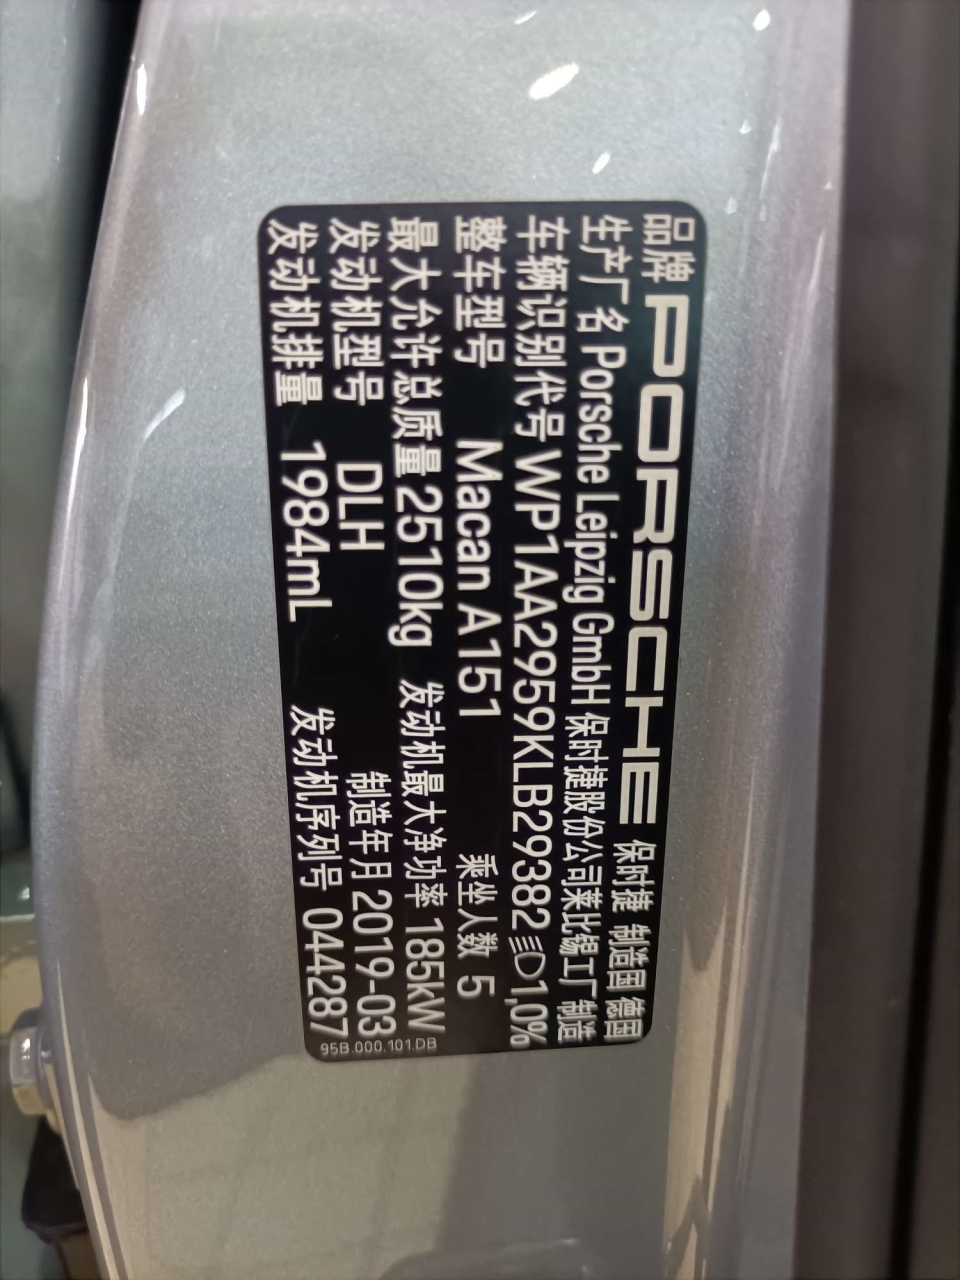 品牌 PORSCHE 保时捷 制造国 德国
生产厂名 Porsche Leipzig GmbH 保时捷股份公司莱比锡工厂 制造
车辆识别代号 WP1AA2959KLB29382 1,0%
整车型号 Macan A151 乘坐人数 5
最大允许总质量 2510kg 发动机最大净功率 185kW
发动机型号 DLH 制造年月 2019-03
发动机排量 1984mL 发动机序列号 044287
95B.000.101.DB